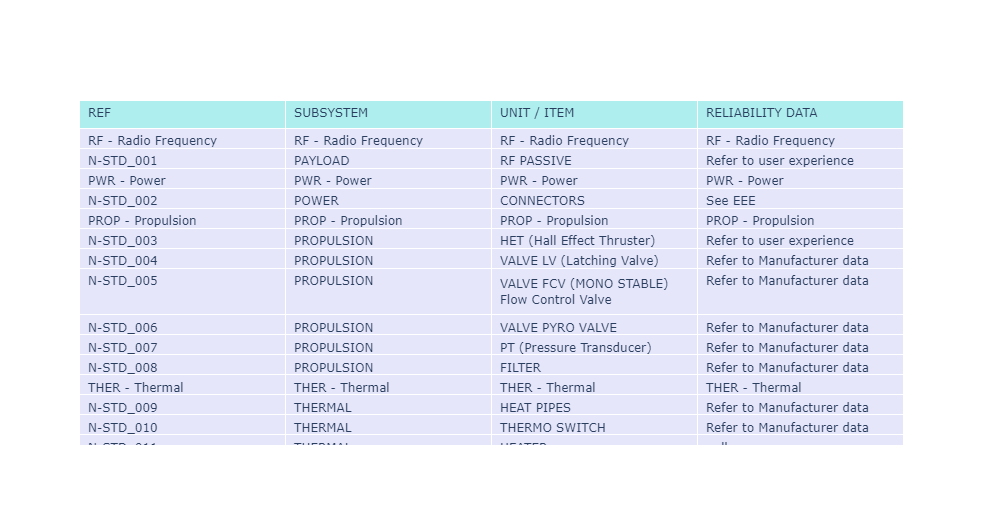 REF SUBSYSTEM UNIT / ITEM RELIABILITY DATA
RF - Radio Frequency RF - Radio Frequency RF - Radio Frequency RF - Radio Frequency
N-STD_001 PAYLOAD RF PASSIVE Refer to user experience
PWR - Power PWR - Power PWR - Power PWR - Power
N-STD_002 POWER CONNECTORS See EEE
PROP - Propulsion PROP - Propulsion PROP - Propulsion PROP - Propulsion
N-STD_003 PROPULSION HET (Hall Effect Thruster) Refer to user experience
N-STD_004 PROPULSION VALVE LV (Latching Valve) Refer to Manufacturer data
N-STD_005 PROPULSION VALVE FCV (MONO STABLE) Refer to Manufacturer data
Flow Control Valve
N-STD_006 PROPULSION VALVE PYRO VALVE Refer to Manufacturer data
N-STD_007 PROPULSION PT (Pressure Transducer) Refer to Manufacturer data
N-STD_008 PROPULSION FILTER Refer to Manufacturer data
THER - Thermal THER - Thermal THER - Thermal THER - Thermal
N-STD_009 THERMAL HEAT PIPES Refer to Manufacturer data
N-STD_010 THERMAL THERMO SWITCH Refer to Manufacturer data
N-STD_011 THERMAL HEATER